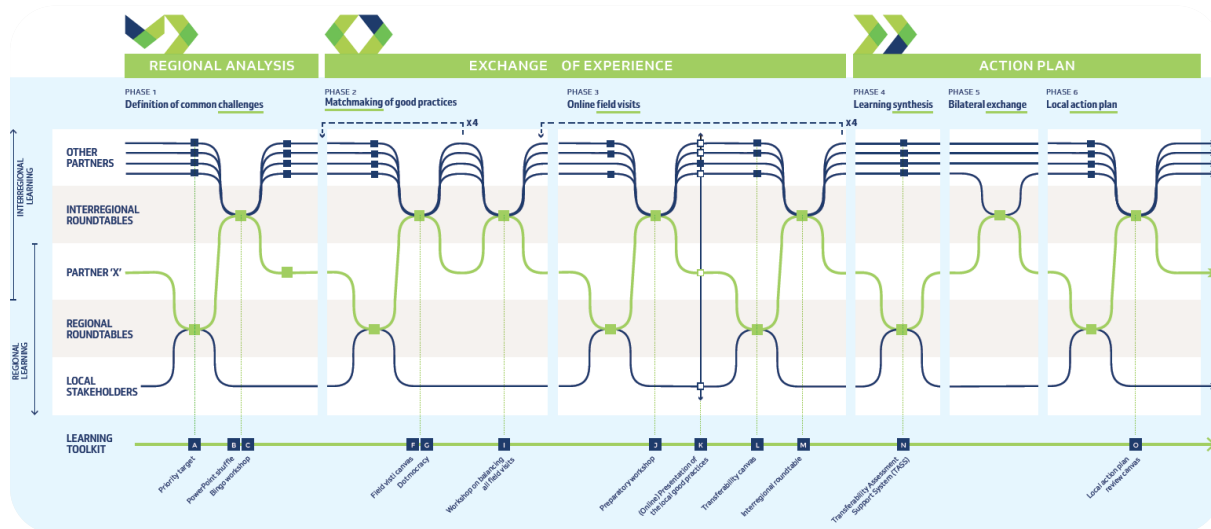 REGIONAL ANALYSIS
EXCHANGE OF EXPERIENCE
ACTION PLAN
PHASE 1
Definition of common challenges
PHASE 2
Matchmaking of good practices
PHASE 3
Online field visits
PHASE 4
Learning synthesis
PHASE 5
Bilateral exchange
PHASE 6
Local action plan
x4
x4
INTERREGIONAL
LEARNING
REGIONAL
LEARNING
OTHER
PARTNERS
INTERREGIONAL
ROUNDTABLES
PARTNER 'X'
REGIONAL
ROUNDTABLES
LOCAL
STAKEHOLDERS
LEARNING
TOOLKIT
A
B
C
F
G
I
J
K
L
M
N
O
Priority target
PowerPoint shuffle
Bingo workshop
Field visti canvas
Dotmocracy
Workshop on balancing
all field visits
Preparatory workshop
(Online) Presentation of
the local good practices
Transferability canvas
Interregional roundtable
Transferability Assessment
Support System (TASS)
Local action plan
review canvas